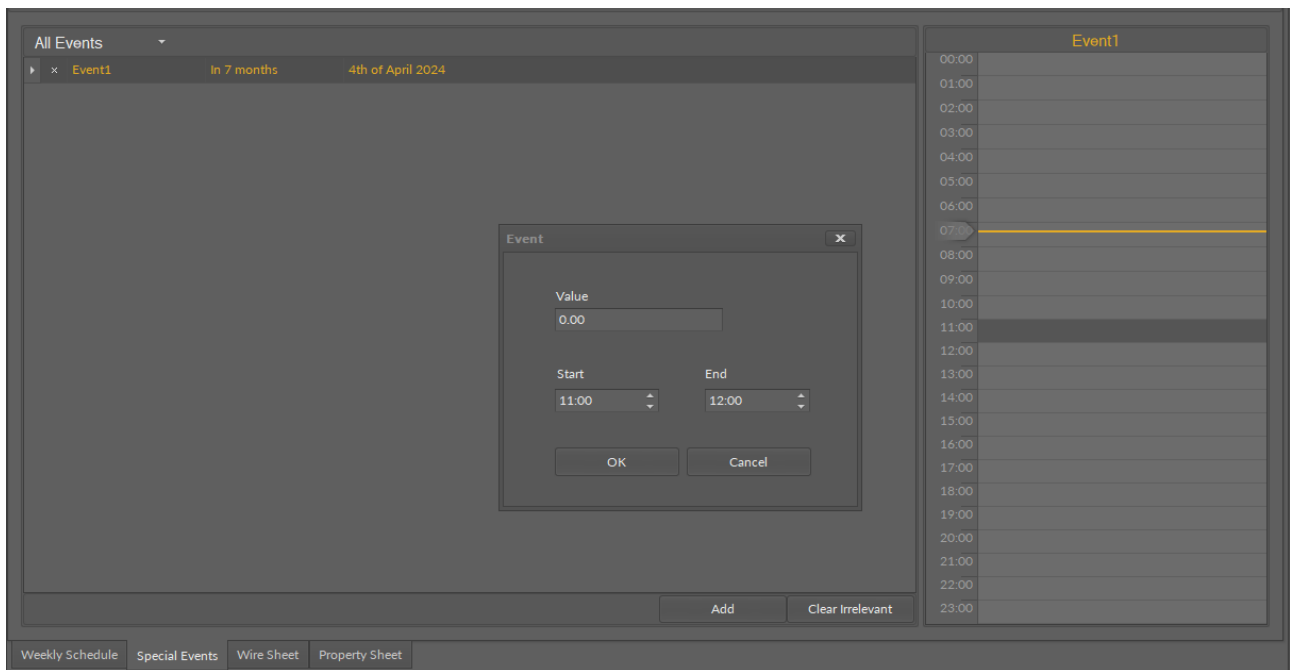 All Events
× Event1 In 7 months 4th of April 2024
Event1
00:00
01:00
02:00
03:00
04:00
05:00
06:00
07:00
08:00
09:00
10:00
11:00
12:00
13:00
14:00
15:00
16:00
17:00
18:00
19:00
20:00
21:00
22:00
23:00
Event x
Value
0.00
Start End
11:00 12:00
OK Cancel
Add Clear Irrelevant
Weekly Schedule Special Events Wire Sheet Property Sheet